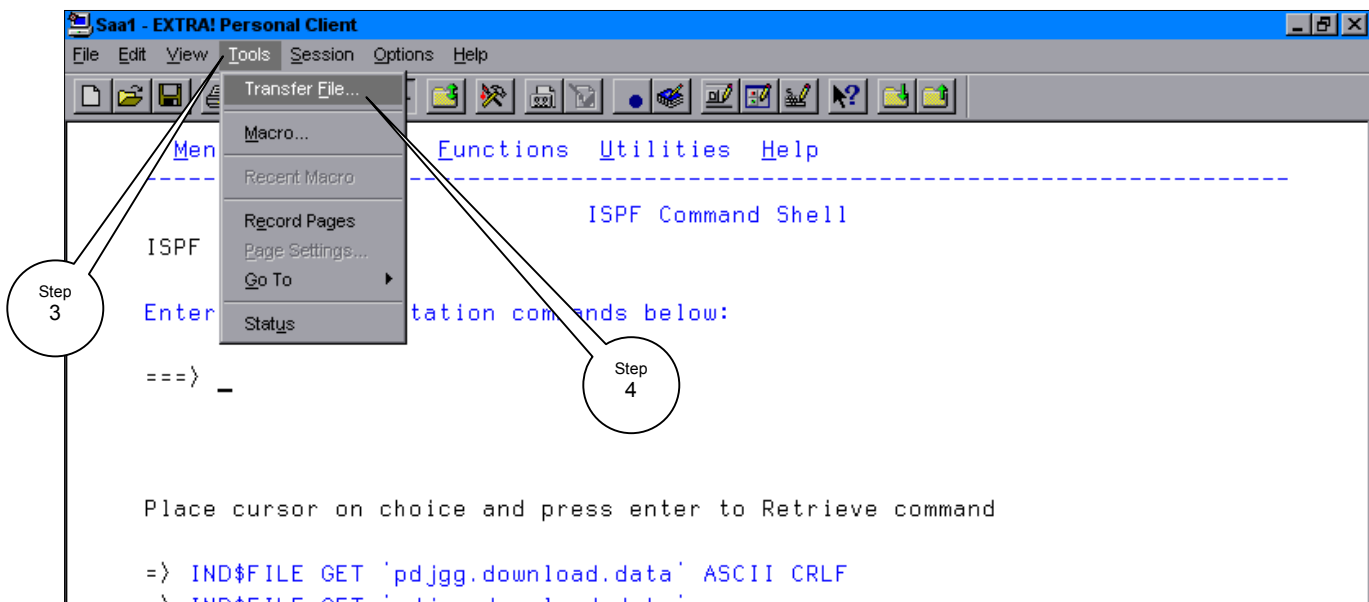 Saa1 - EXTRA! Personal Client
File Edit View Tools Session Options Help
Transfer File...
Macro...
Recent Macro
Record Pages
Page Settings...
Go To
Status
Men Functions Utilities Help
ISPF Command Shell
ISPF
Enter tation commands below:
===>
Step
3
Step
4
Place cursor on choice and press enter to Retrieve command
=> IND$FILE GET 'pdjgg.download.data' ASCII CRLF
=> IND$FILE GET